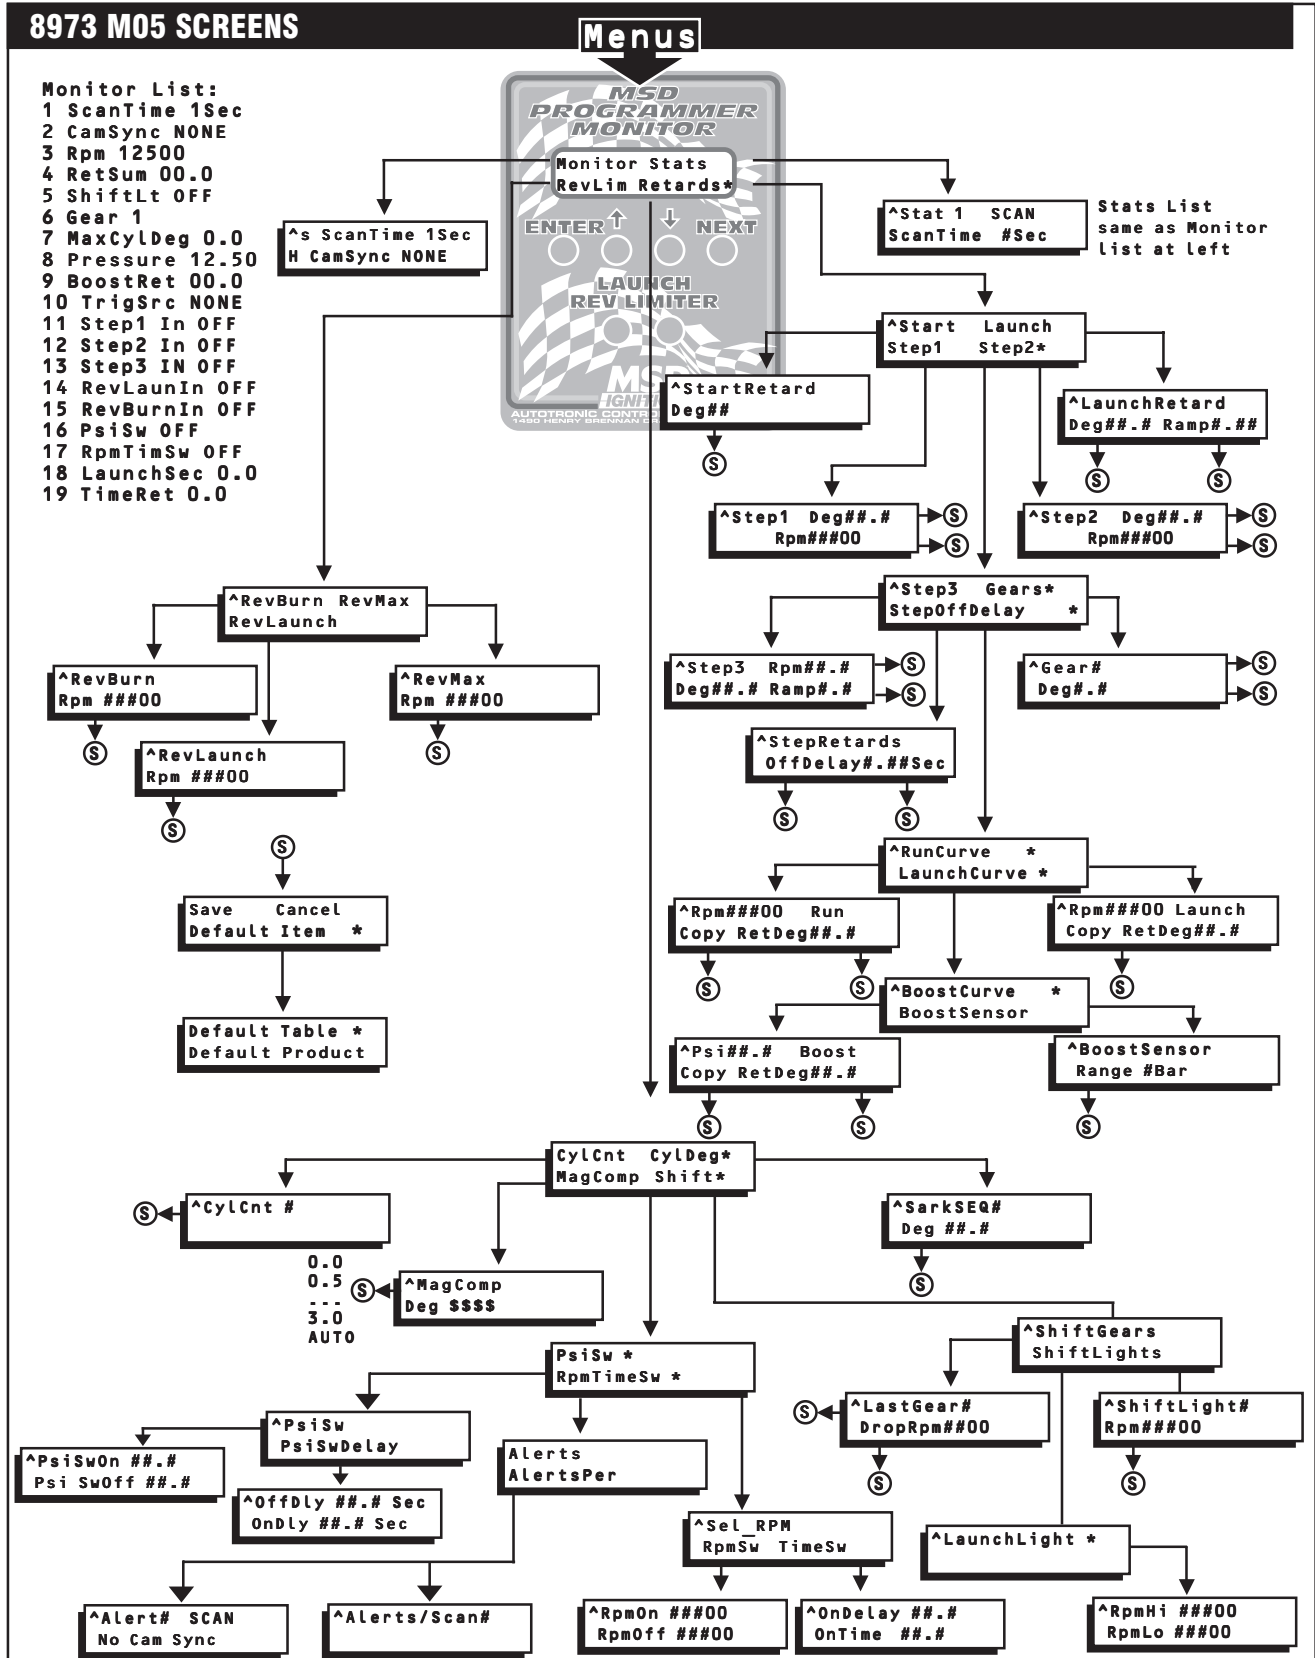 8973 M05 SCREENS
Menus
Monitor List:
1 ScanTime 1Sec
2 CamSync NONE
3 Rpm 12500
4 RetSum 00.0
5 ShiftLt OFF
6 Gear 1
7 MaxCylDeg 0.0
8 Pressure 12.50
9 BoostRet 00.0
10 TrigSrc NONE
11 Step1 In OFF
12 Step2 In OFF
13 Step3 IN OFF
14 RevLaunIn OFF
15 RevBurnIn OFF
16 PsiSw OFF
17 RpmTimSw OFF
18 LaunchSec 0.0
19 TimeRet 0.0
MSD
PROGRAMMER
MONITOR
Monitor Stats
RevLim Retards*
ENTER ↑ ↓ NEXT
LAUNCH
REV LIMITER
MSD
AUTOTRONIC
1490 HENRY BRENNAN
^s ScanTime 1Sec
H CamSync NONE
^Stat 1 SCAN
ScanTime #Sec
Stats List
same as Monitor
list at left
^Start Launch
Step1 Step2*
^StartRetard
Deg##
S
^LaunchRetard
Deg##.# Ramp#.##
S S
^Step1 Deg##.#
Rpm###00
S
S
^Step2 Deg##.#
Rpm###00
S
S
^RevBurn RevMax
RevLaunch
^RevBurn
Rpm ###00
S
^RevMax
Rpm ###00
S
^RevLaunch
Rpm ###00
S
^Step3 Gears*
StepOffDelay *
^Step3 Rpm##.#
Deg##.# Ramp#.#
S
S
^Gear#
Deg#.#
S
S
^StepRetards
OffDelay#.##Sec
S S
S
Save Cancel
Default Item *
Default Table *
Default Product
^RunCurve *
LaunchCurve *
^Rpm###00 Run
Copy RetDeg##.#
S S
^Rpm###00 Launch
Copy RetDeg##.#
S
^BoostCurve *
BoostSensor
^Psi##.# Boost
Copy RetDeg##.#
S S
^BoostSensor
Range #Bar
S
CylCnt CylDeg*
MagComp Shift*
S
^CylCnt #
^SarkSEQ#
Deg ##.#
S
0.0
0.5
---
3.0
AUTO
S
^MagComp
Deg $$$$
^ShiftGears
ShiftLights
PsiSw *
RpmTimeSw *
S
^LastGear#
DropRpm##00
S
^ShiftLight#
Rpm###00
S
^PsiSw
PsiSwDelay
^PsiSwOn ##.#
Psi SwOff ##.#
^OffDly ##.# Sec
OnDly ##.# Sec
Alerts
AlertsPer
^Sel_RPM
RpmSw TimeSw
^LaunchLight *
^Alert# SCAN
No Cam Sync
^Alerts/Scan#
^RpmOn ###00
RpmOff ###00
^OnDelay ##.#
OnTime ##.#
^RpmHi ###00
RpmLo ###00